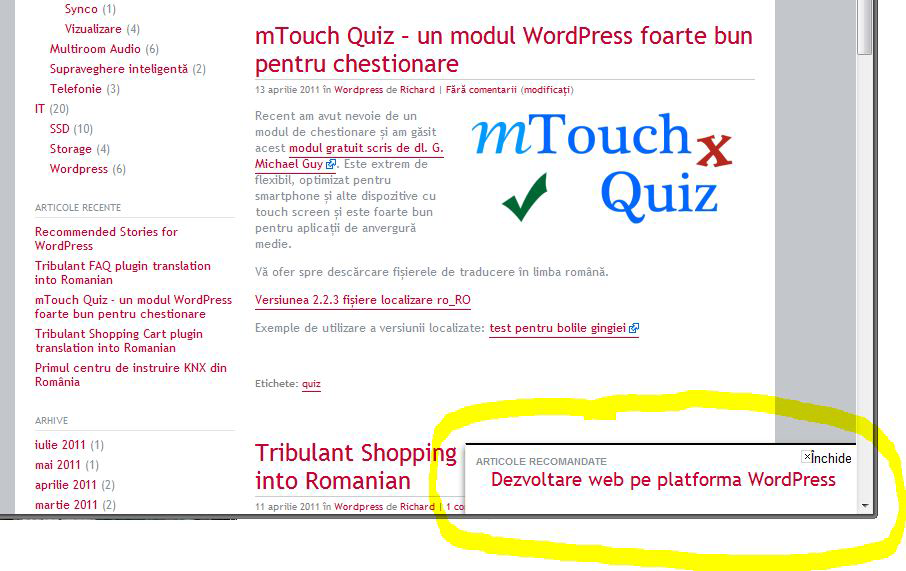 Synco (1)
Vizualizare (4)
Multiroom Audio (6)
Supraveghere inteligentă (2)
Telefonie (3)
IT (20)
SSD (10)
Storage (4)
Wordpress (6)
ARTICOLE RECENTE
Recommended Stories for
WordPress
Tribulant FAQ plugin translation
into Romanian
mTouch Quiz - un modul WordPress
foarte bun pentru chestionare
Tribulant Shopping Cart plugin
translation into Romanian
Primul centru de instruire KNX din
România
ARHIVE
iulie 2011 (1)
mai 2011 (1)
aprilie 2011 (2)
martie 2011 (2)
mTouch Quiz – un modul WordPress foarte bun
pentru chestionare
13 aprilie 2011 în Wordpress de Richard | Fără comentarii (modificați)
Recent am avut nevoie de un
modul de chestionare și am găsit
acest modul gratuit scris de dl. G.
Michael Guy. Este extrem de
flexibil, optimizat pentru
smartphone și alte dispozitive cu
touch screen și este foarte bun
pentru aplicații de anvergură
medie.
mTouch x
Quiz
Vă ofer spre descărcare fișierele de traducere în limba română.
Versiunea 2.2.3 fișiere localizare ro_RO
Exemple de utilizare a versiunii localizate: test pentru bolile gingiei
Etichete: quiz
Tribulant Shopping
into Romanian
11 aprilie 2011 în Wordpress de Richard | 1 co
ARTICOLE RECOMANDATE
Închide
Dezvoltare web pe platforma WordPress